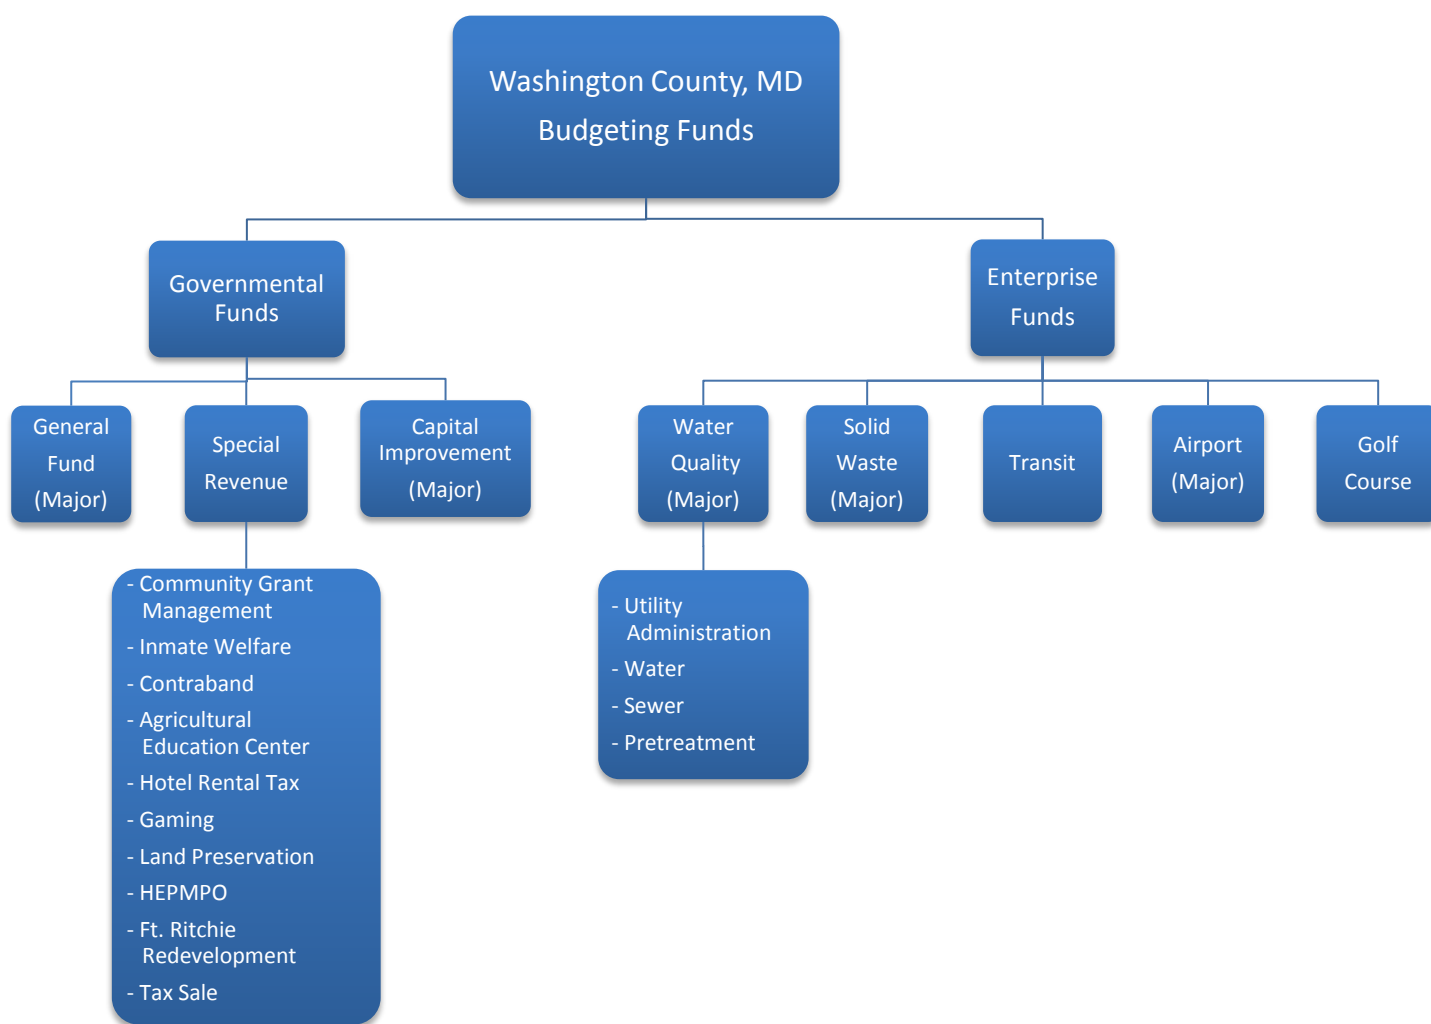 Washington County, MD
Budgeting Funds
Governmental
Funds
Enterprise
Funds
General
Fund
(Major)
Special
Revenue
Capital
Improvement
(Major)
Water
Quality
(Major)
Solid
Waste
(Major)
Transit
Airport
(Major)
Golf
Course
- Community Grant
Management
- Inmate Welfare
- Contraband
- Agricultural
Education Center
- Hotel Rental Tax
- Gaming
- Land Preservation
- HEPMPO
- Ft. Ritchie
Redevelopment
- Tax Sale
- Utility
Administration
- Water
- Sewer
- Pretreatment